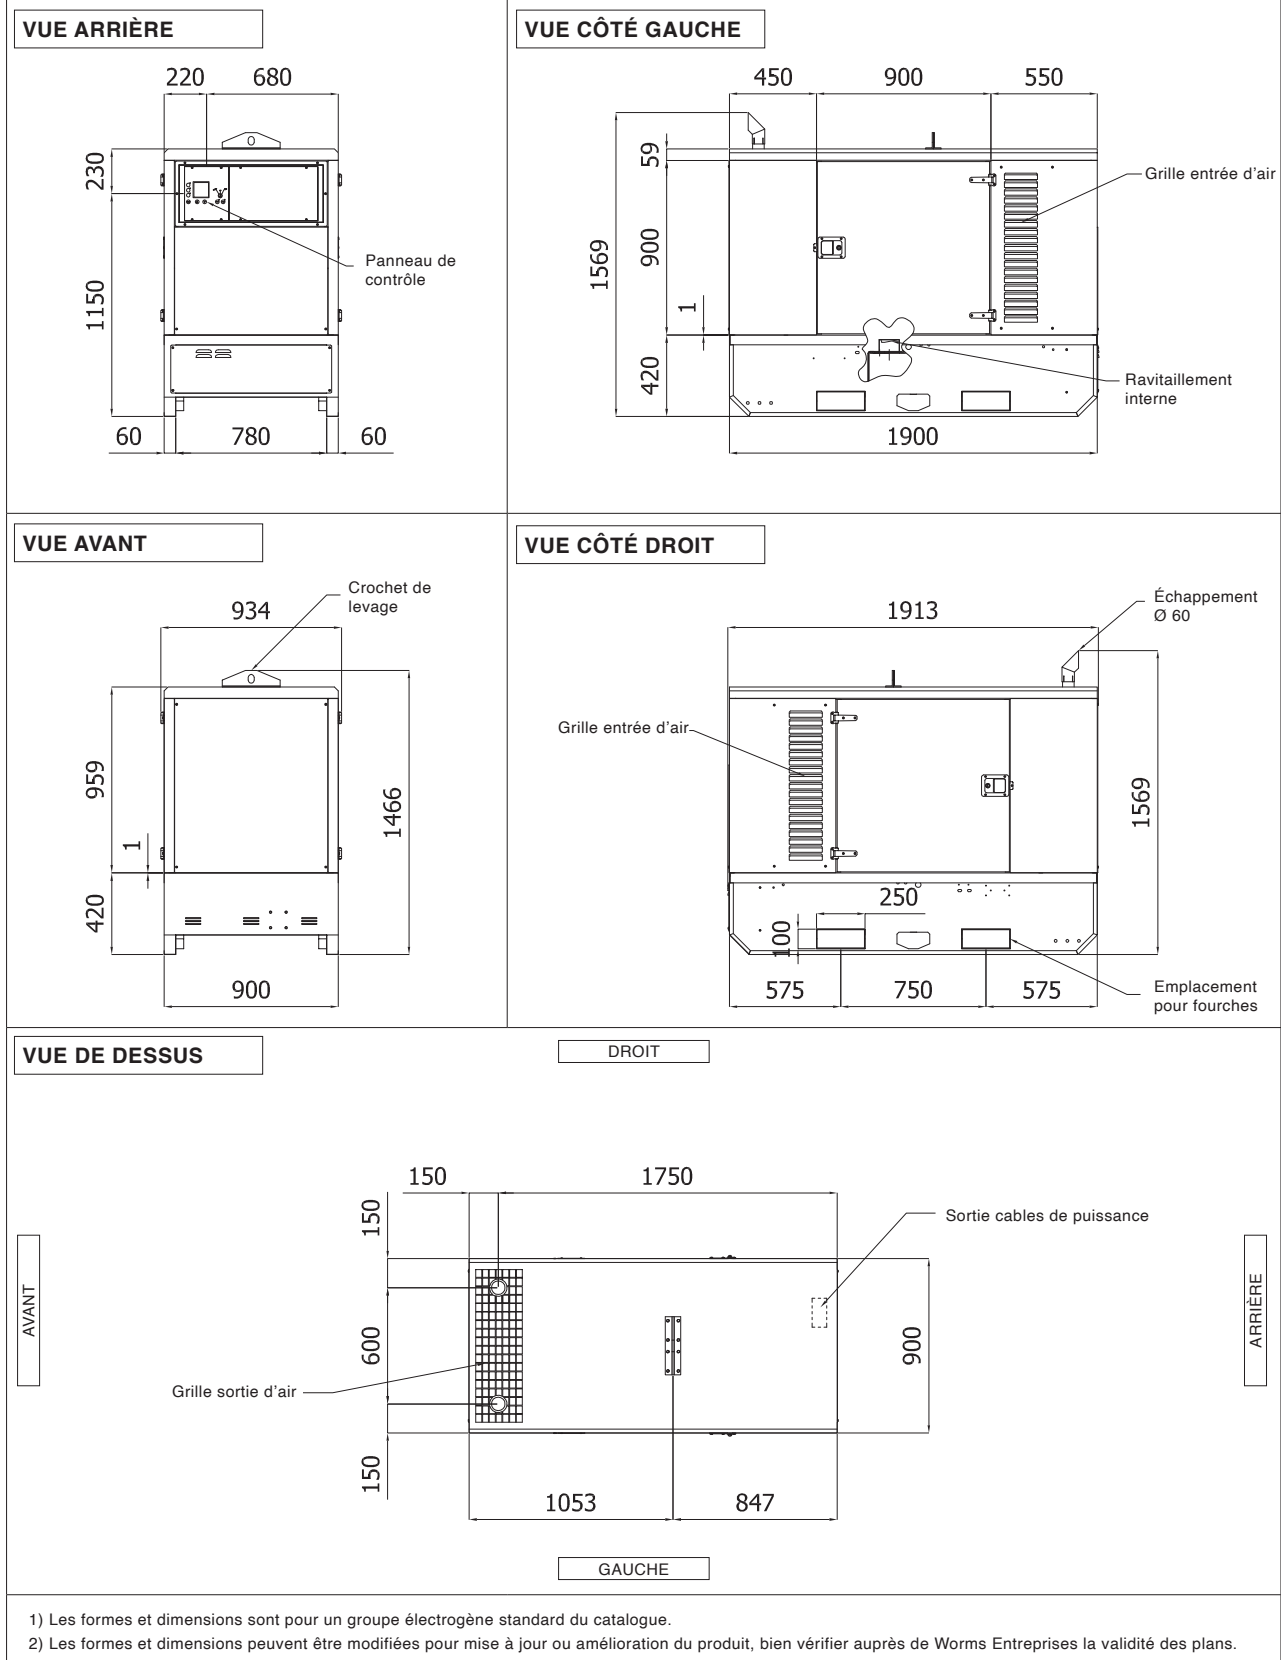 VUE ARRIÈRE
220 680
230
1150
Panneau de
contrôle
60 780 60
VUE CÔTÉ GAUCHE
450 900 550
59
900
1569
1
420
Grille entrée d'air
Ravitaillement
interne
1900
VUE AVANT
Crochet de
levage
934
959
1466
1
420
900
VUE CÔTÉ DROIT
1913
Échappement
Ø 60
Grille entrée d'air
1569
250
100
575 750 575
Emplacement
pour fourches
VUE DE DESSUS
DROIT
150 1750
150
Sortie cables de puissance
AVANT
ARRIÈRE
600
900
Grille sortie d'air
150
1053 847
GAUCHE
1) Les formes et dimensions sont pour un groupe électrogène standard du catalogue.
2) Les formes et dimensions peuvent être modifiées pour mise à jour ou amélioration du produit, bien vérifier auprès de Worms Entreprises la validité des plans.